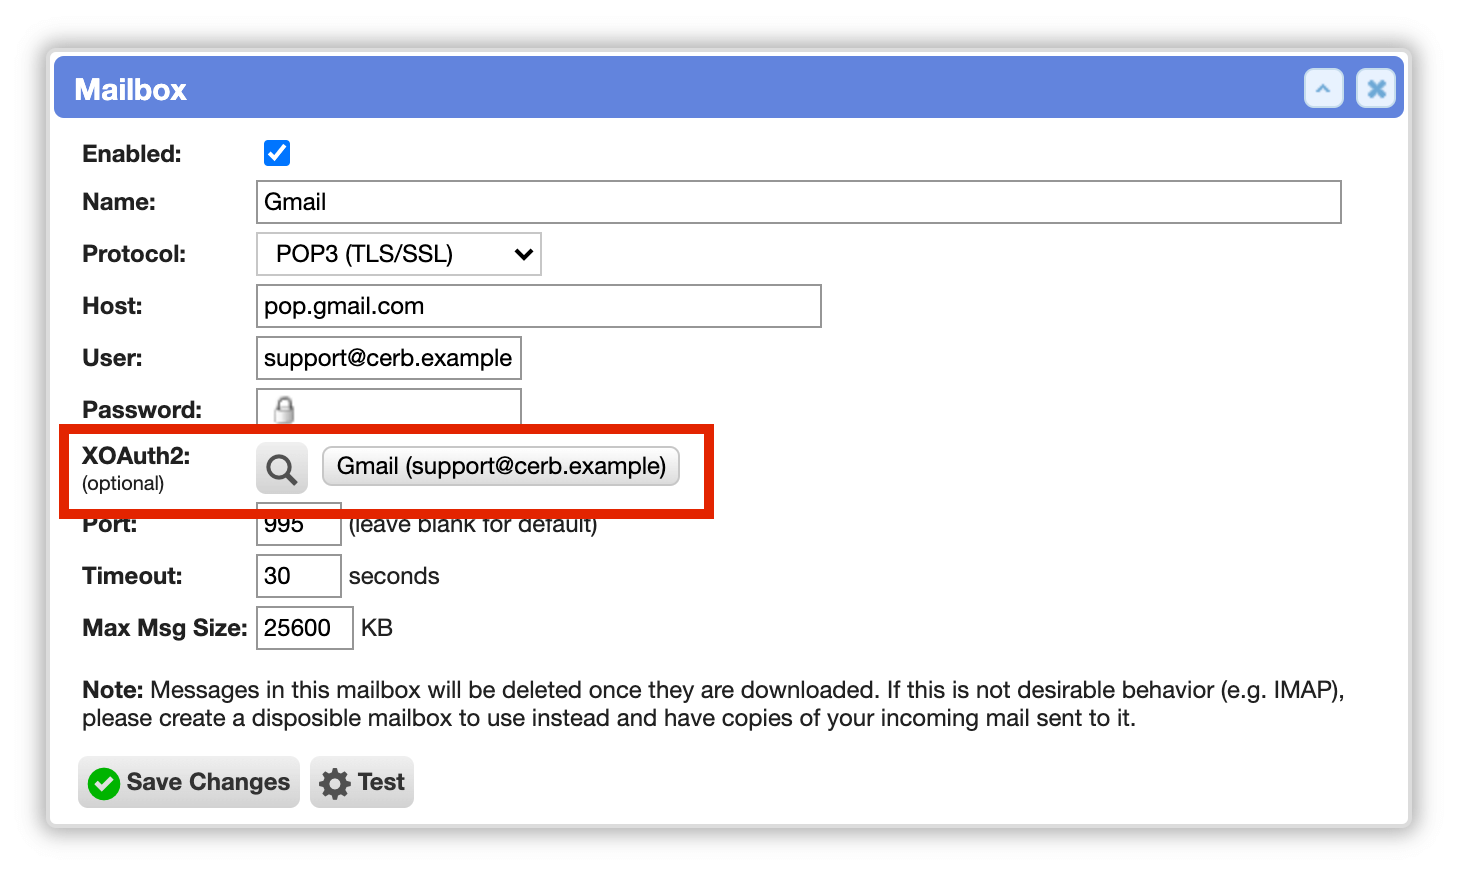 Mailbox
Enabled:
Name: Gmail
Protocol: POP3 (TLS/SSL)
Host: pop.gmail.com
User: support@cerb.example
Password:
XOAuth2: Gmail (support@cerb.example)
(optional)
Port: 995 (leave blank for default)
Timeout: 30 seconds
Max Msg Size: 25600 KB
Note: Messages in this mailbox will be deleted once they are downloaded. If this is not desirable behavior (e.g. IMAP),
please create a disposible mailbox to use instead and have copies of your incoming mail sent to it.
Save Changes Test